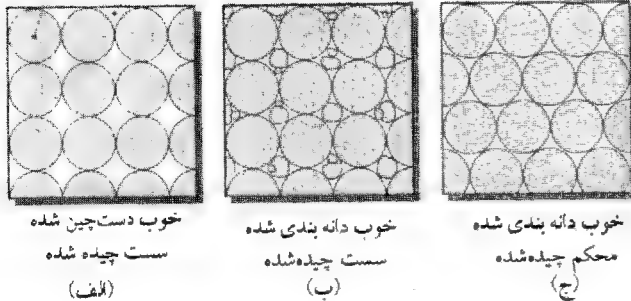 خوب دانه بندی شده
محکم چیده‌شده
(ج)
خوب دانه بندی شده
سست چیده‌شده
(ب)
خوب دست‌چین شده
سست چیده شده
(الف)